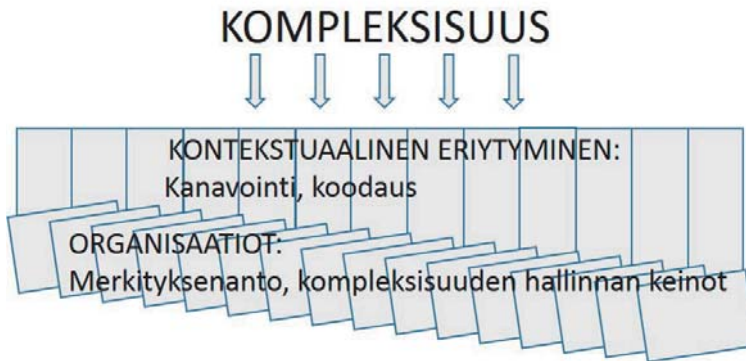 KOMPLEKSISUUS
KONTEKSTUAALINEN ERIYTYMINEN:
Kanavointi, koodaus
ORGANISAATIOT:
Merkityksenanto, kompleksisuuden hallinnan keinot